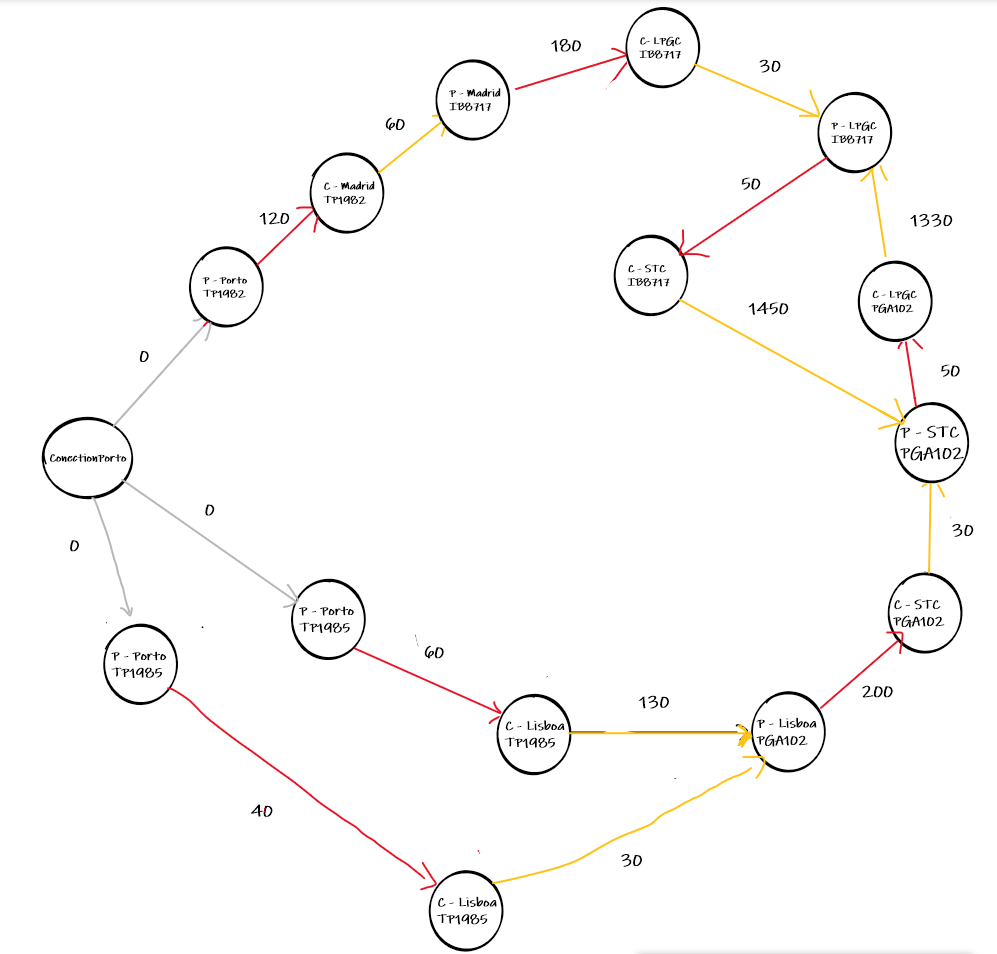 180
C - LPGC
IB8717
30
P - Madrid
IB8717
60
P - LPGC
IB8717
C - Madrid
TP1982
50
120
1330
C - STC
IB8717
P - Porto
TP1982
C - LPGC
PGA102
1450
0
50
P - STC
PGA102
ConectionPorto
0
30
0
P - Porto
TP1985
C - STC
PGA102
60
P - Porto
TP1985
200
130
C - Lisboa
TP1985
P - Lisboa
PGA102
40
30
C - Lisboa
TP1985